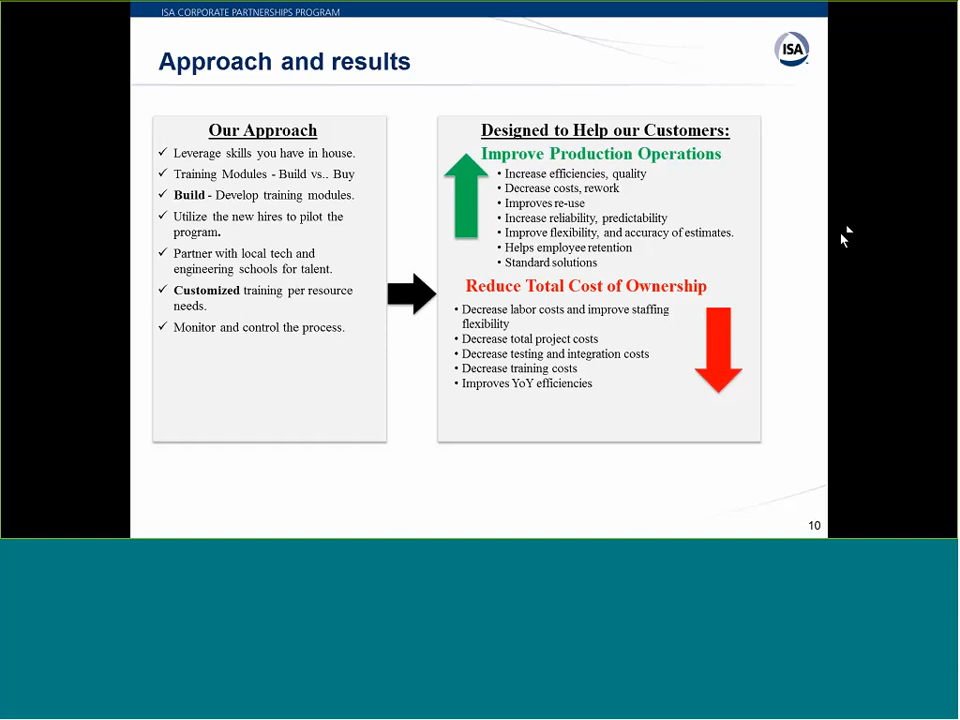 ISA CORPORATE PARTNERSHIPS PROGRAM
Approach and results
ISA
Our Approach
✓ Leverage skills you have in house.
✓ Training Modules - Build vs.. Buy
✓ Build - Develop training modules.
✓ Utilize the new hires to pilot the
program.
✓ Partner with local tech and
engineering schools for talent.
✓ Customized training per resource
needs.
✓ Monitor and control the process.
Designed to Help our Customers:
Improve Production Operations
• Increase efficiencies, quality
• Decrease costs, rework
• Improves re-use
• Increase reliability, predictability
• Improve flexibility, and accuracy of estimates.
• Helps employee retention
• Standard solutions
Reduce Total Cost of Ownership
• Decrease labor costs and improve staffing
flexibility
• Decrease total project costs
• Decrease testing and integration costs
• Decrease training costs
• Improves YoY efficiencies
10